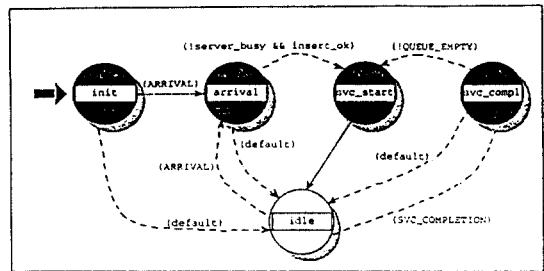 (!server_busy && insert_ok)
(!QUEUE_EMPTY)
init
(ARRIVAL)
arrival
svc_start
svc_compl
(default)
(ARRIVAL)
(default)
(default)
idle
(SVC_COMPLETION)